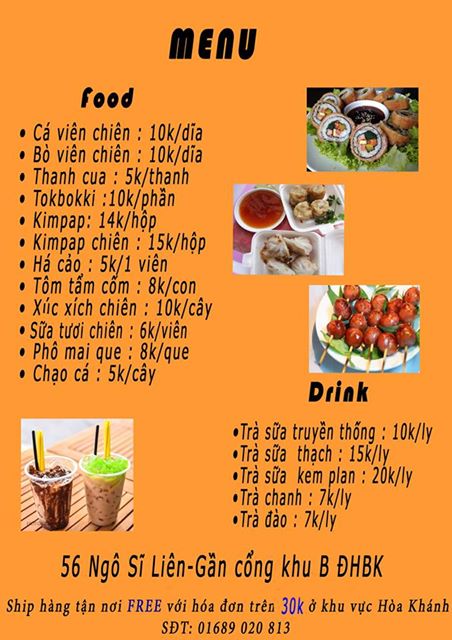 MENU
Food
• Cá viên chiên : 10k/dĩa
• Bò viên chiên : 10k/dĩa
• Thanh cua : 5k/thanh
• Tokbokki :10k/phần
• Kimpap: 14k/hộp
• Kimpap chiên : 15k/hộp
• Há cảo : 5k/1 viên
• Tôm tẩm cốm : 8k/con
• Xúc xích chiên : 10k/cây
•Sữa tươi chiên : 6k/viên
• Phô mai que : 8k/que
• Chạo cá : 5k/cây
Drink
•Trà sữa truyền thống : 10k/ly
•Trà sữa thạch : 15k/ly
•Trà sữa kem plan : 20k/ly
•Trà chanh : 7k/ly
•Trà đào : 7k/ly
56 Ngô Sĩ Liên-Gần cổng khu B ĐHBK
Ship hàng tận nơi FREE với hóa đơn trên 30k ở khu vực Hòa Khánh
SĐT: 01689 020 813